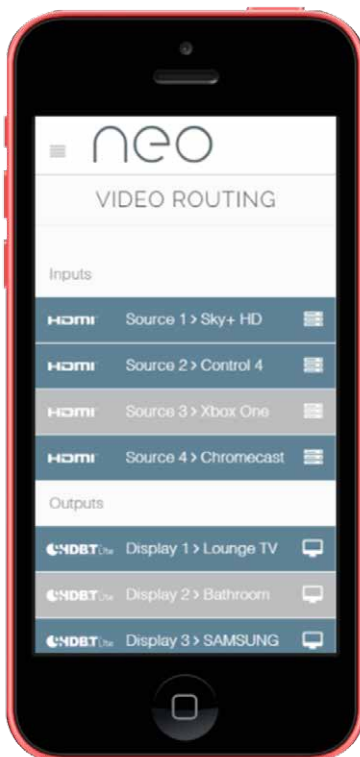 neo
VIDEO ROUTING
Inputs
HDMI Source 1 > Sky+ HD
HDMI Source 2 > Control 4
HDMI Source 3 > Xbox One
HDMI Source 4 > Chromecast
Outputs
HDBT Lite Display 1 > Lounge TV
HDBT Lite Display 2 > Bathroom
HDBT Lite Display 3 > SAMSUNG